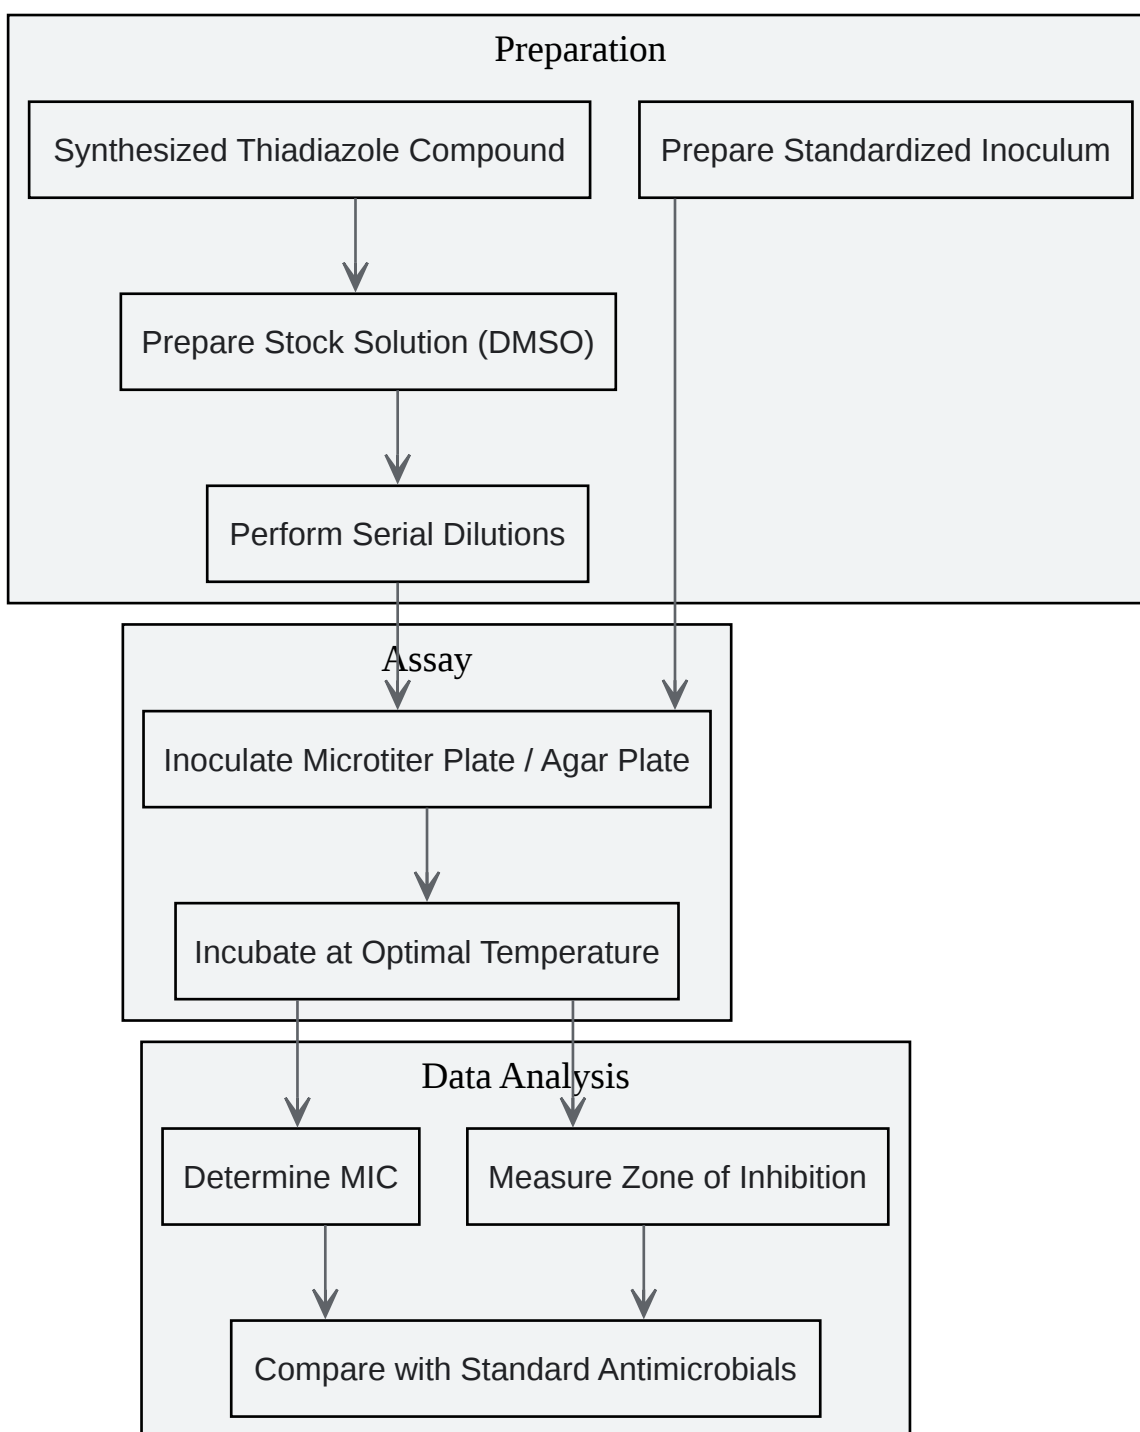 Preparation
Synthesized Thiadiazole Compound
Prepare Standardized Inoculum
Prepare Stock Solution (DMSO)
Perform Serial Dilutions
Assay
Inoculate Microtiter Plate / Agar Plate
Incubate at Optimal Temperature
Data Analysis
Determine MIC
Measure Zone of Inhibition
Compare with Standard Antimicrobials